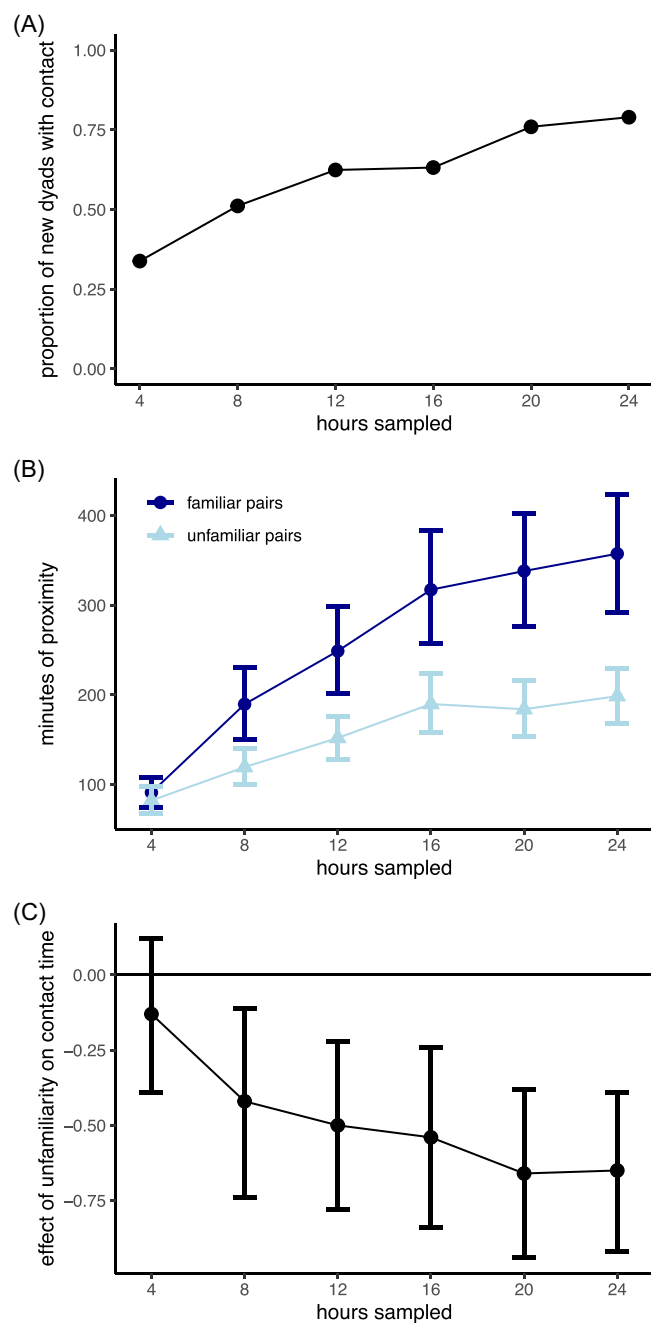 (A)
proportion of new dyads with contact
1.00
0.75
0.50
0.25
0.00
4 8 12 16 20 24
hours sampled
(B)
minutes of proximity
familiar pairs
unfamiliar pairs
400
300
200
100
4 8 12 16 20 24
hours sampled
(C)
effect of unfamiliarity on contact time
0.00
−0.25
−0.50
−0.75
4 8 12 16 20 24
hours sampled